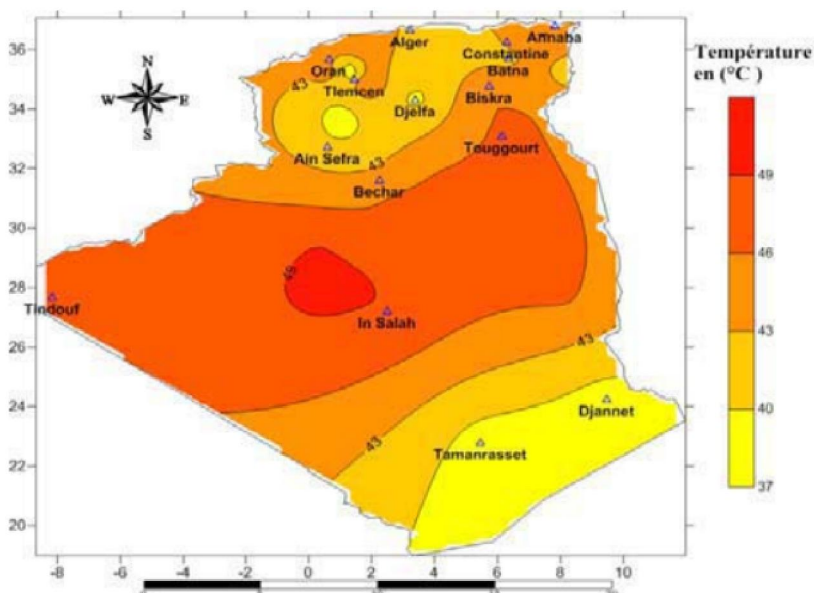 Température
en (°C)
49
46
43
40
37
N
W E
S
36
34
32
30
28
26
24
22
20
-8 -6 -4 -2 0 2 4 6 8 10
Alger
Annaba
Constantine
Batna
Oran
Tlemcen
43
Djelfa
Biskra
Ain Sefra
43
Touggourt
Bechar
49
Tindouf
In Salah
43
Djannet
43
Tamanrasset